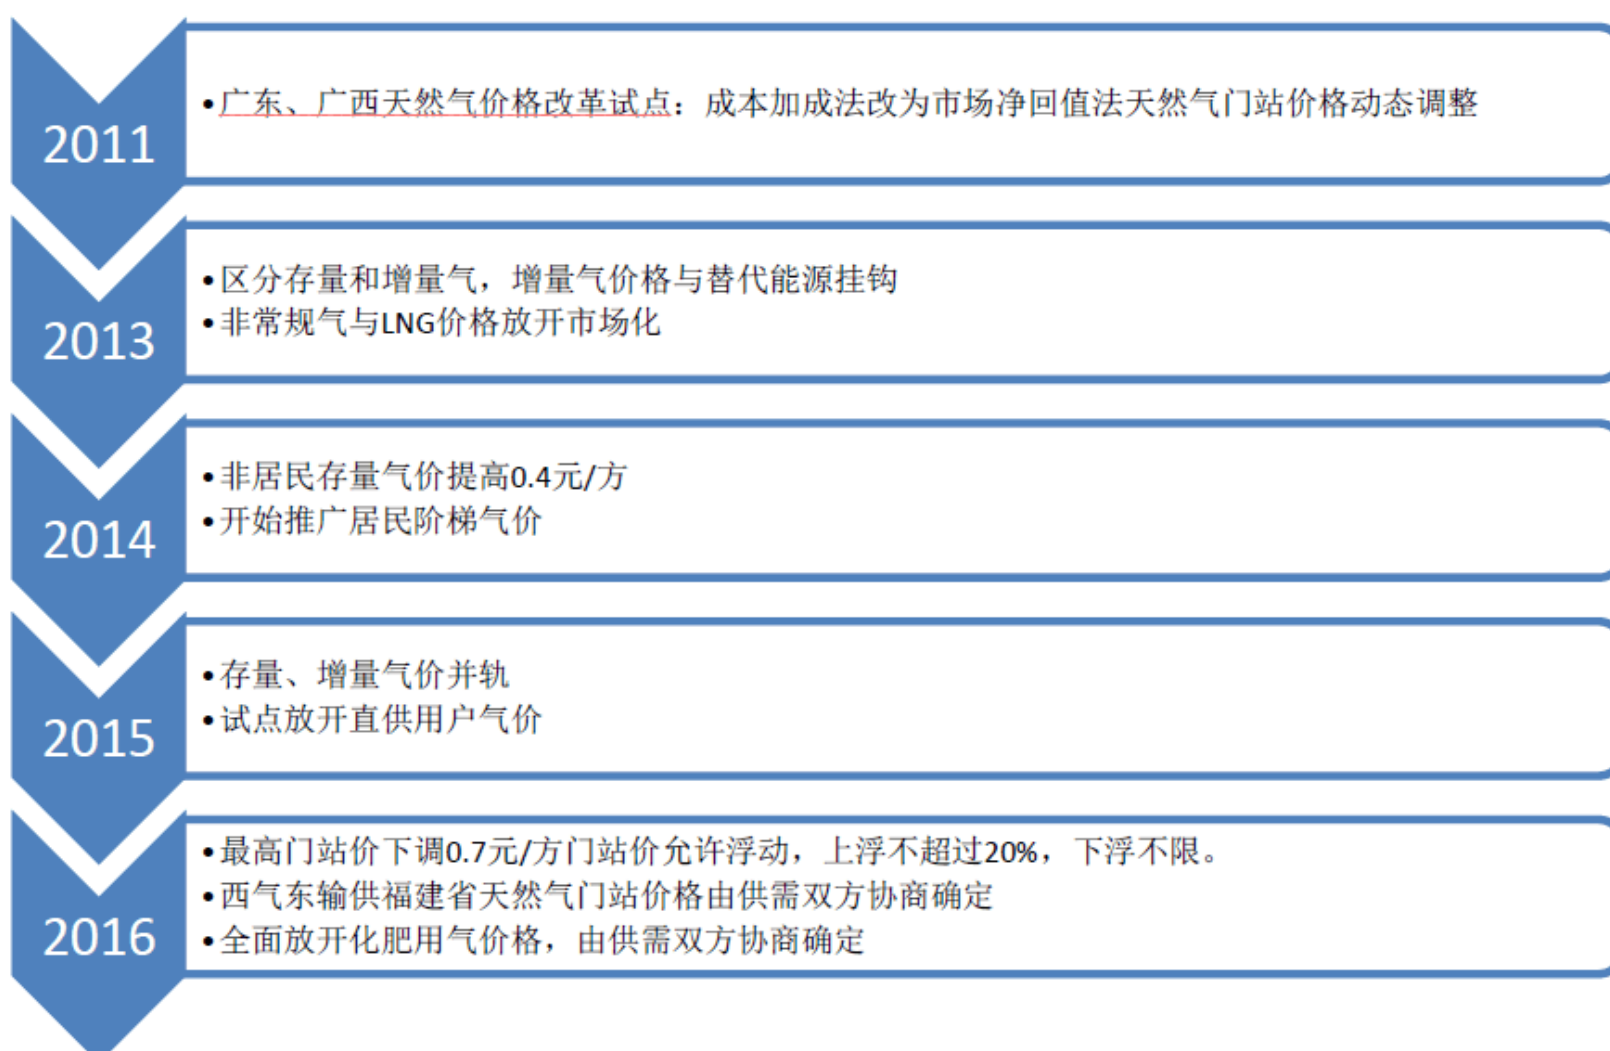 2011
•广东、广西天然气价格改革试点：成本加成法改为市场净回值法天然气门站价格动态调整
2013
•区分存量和增量气，增量气价格与替代能源挂钩
•非常规气与LNG价格放开市场化
2014
•非居民存量气价提高0.4元/方
•开始推广居民阶梯气价
2015
•存量、增量气价并轨
•试点放开直供用户气价
2016
•最高门站价下调0.7元/方门站价允许浮动，上浮不超过20%，下浮不限。
•西气东输供福建省天然气门站价格由供需双方协商确定
•全面放开化肥用气价格，由供需双方协商确定